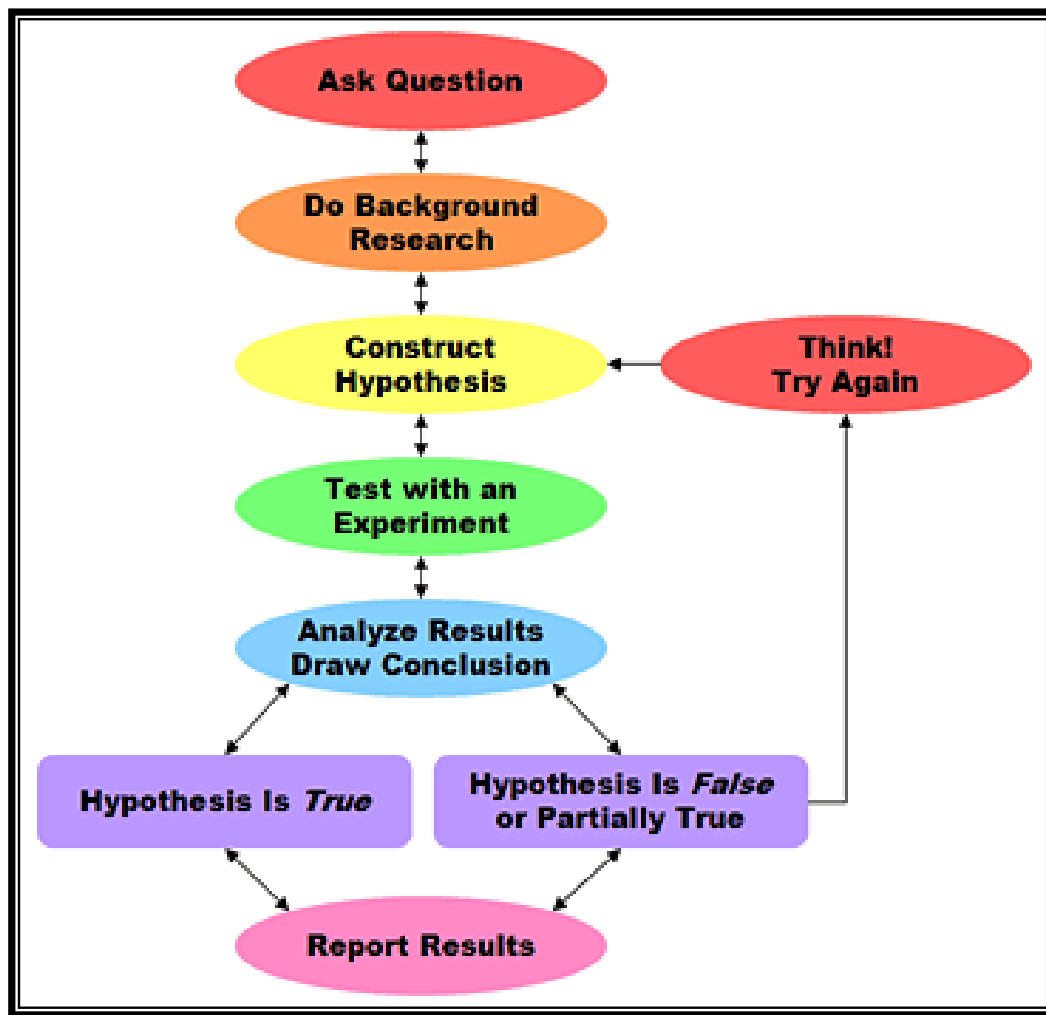 Ask Question
Do Background
Research
Construct
Hypothesis
Think!
Try Again
Test with an
Experiment
Analyze Results
Draw Conclusion
Hypothesis Is True
Hypothesis Is False
or Partially True
Report Results